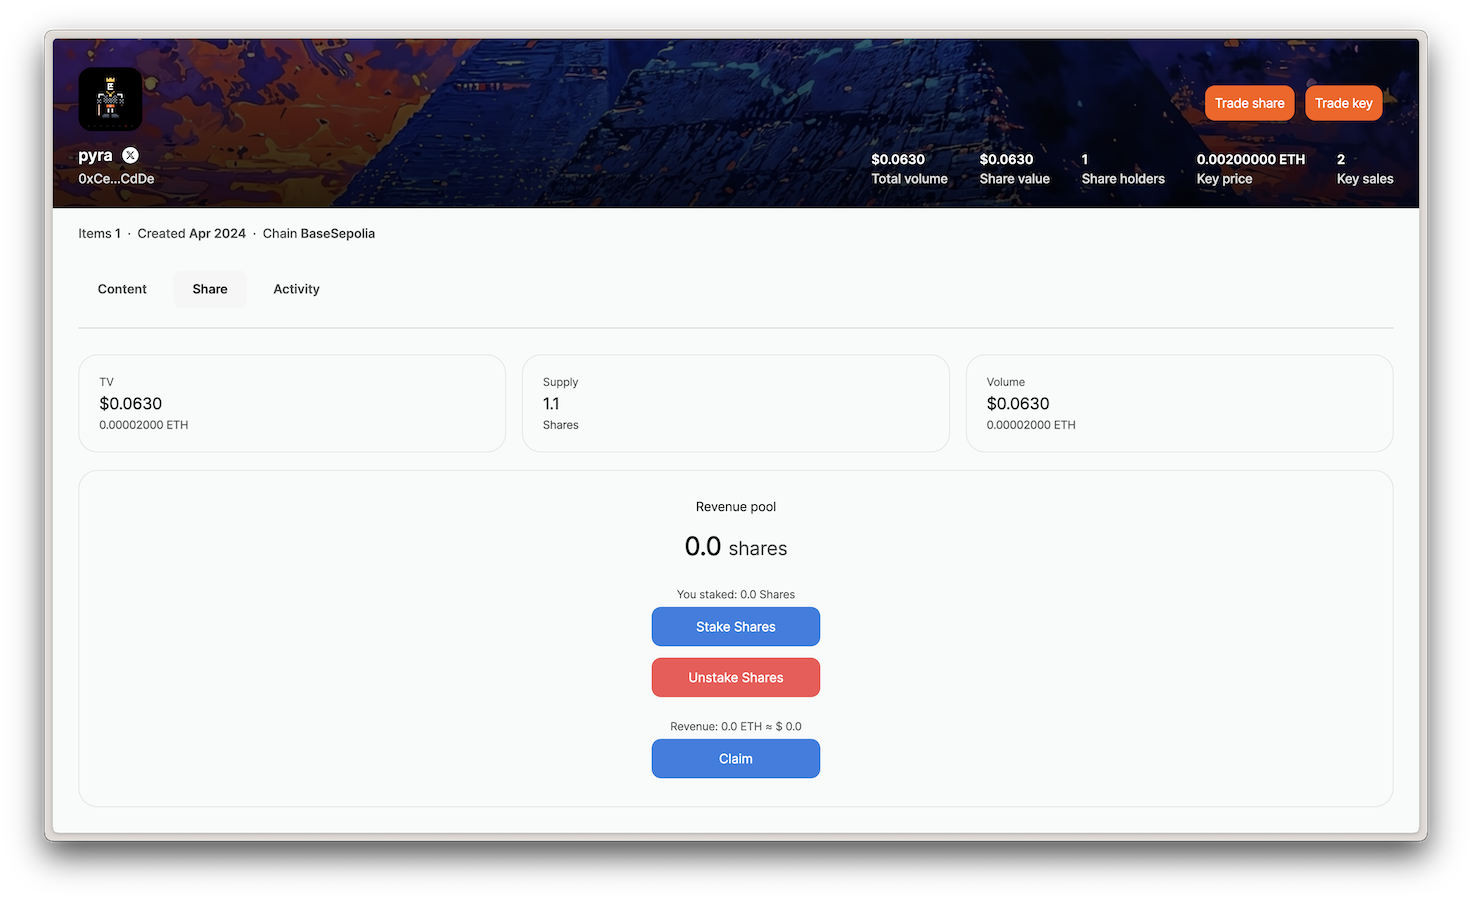 Trade share
Trade key
pyra
0xCe...CdDe
$0.0630
Total volume
$0.0630
Share value
1
Share holders
0.00200000 ETH
Key price
2
Key sales
Items 1 · Created Apr 2024 · Chain BaseSepolia
Content
Share
Activity
TV
$0.0630
0.00002000 ETH
Supply
1.1
Shares
Volume
$0.0630
0.00002000 ETH
Revenue pool
0.0 shares
You staked: 0.0 Shares
Stake Shares
Unstake Shares
Revenue: 0.0 ETH ≈ $ 0.0
Claim